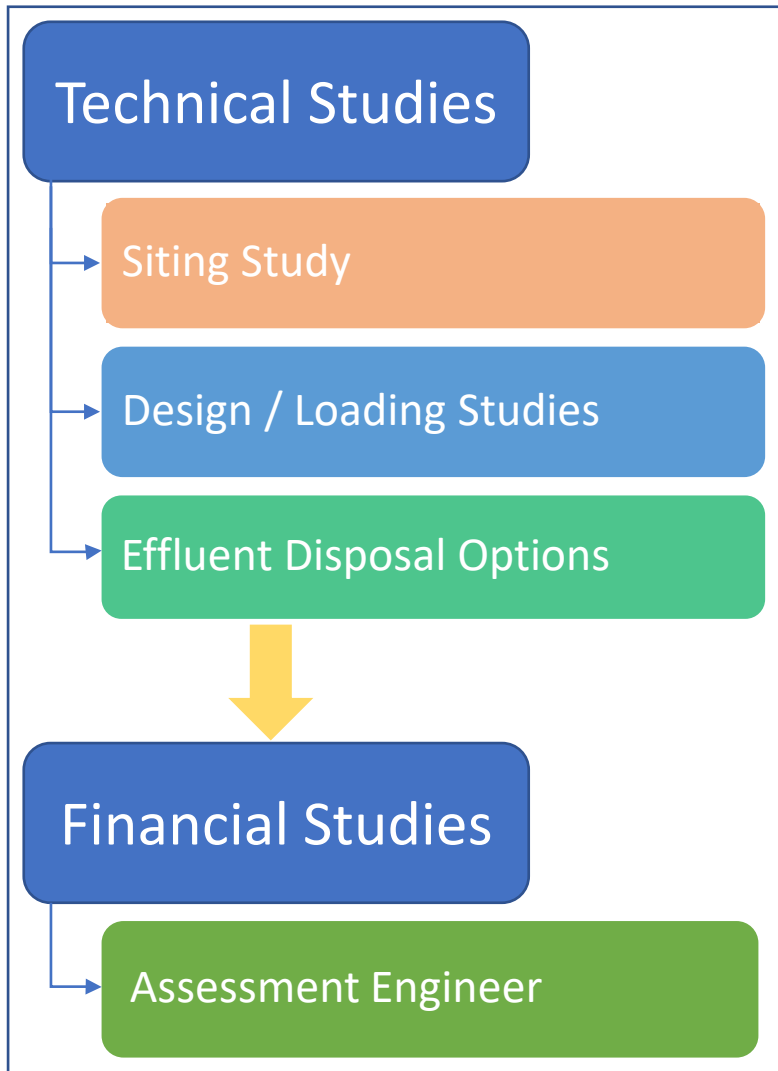 Technical Studies
Siting Study
Design / Loading Studies
Effluent Disposal Options
Financial Studies
Assessment Engineer